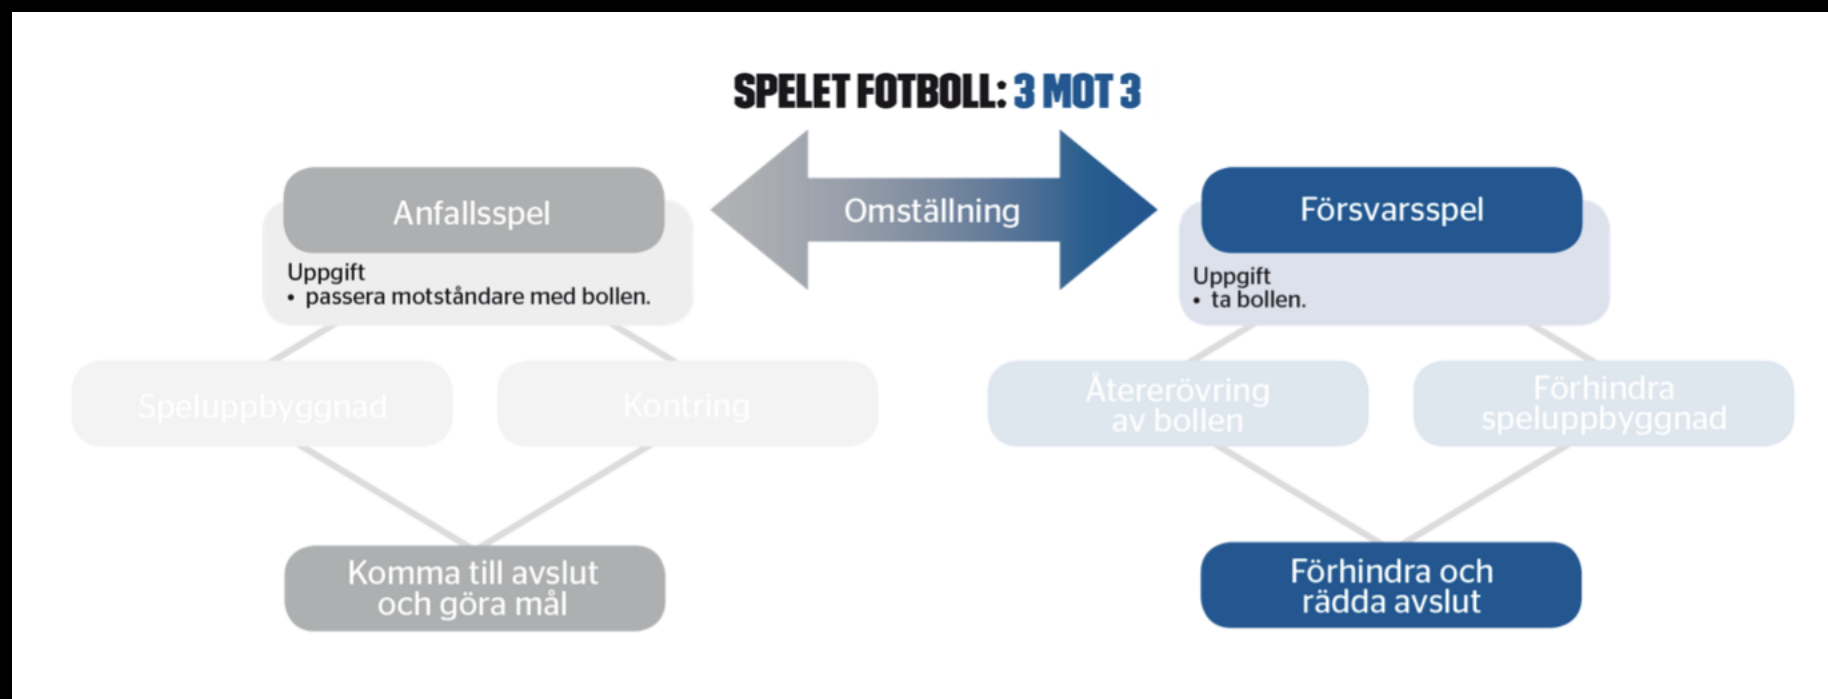 SPELET FOTBOLL: 3 MOT 3
Anfallsspel
Uppgift
• passera motståndare med bollen.
Speluppbyggnad
Kontring
Komma till avslut
och göra mål
Omställning
Försvarsspel
Uppgift
• ta bollen.
Återerövring
av bollen
Förhindra
speluppbyggnad
Förhindra och
rädda avslut